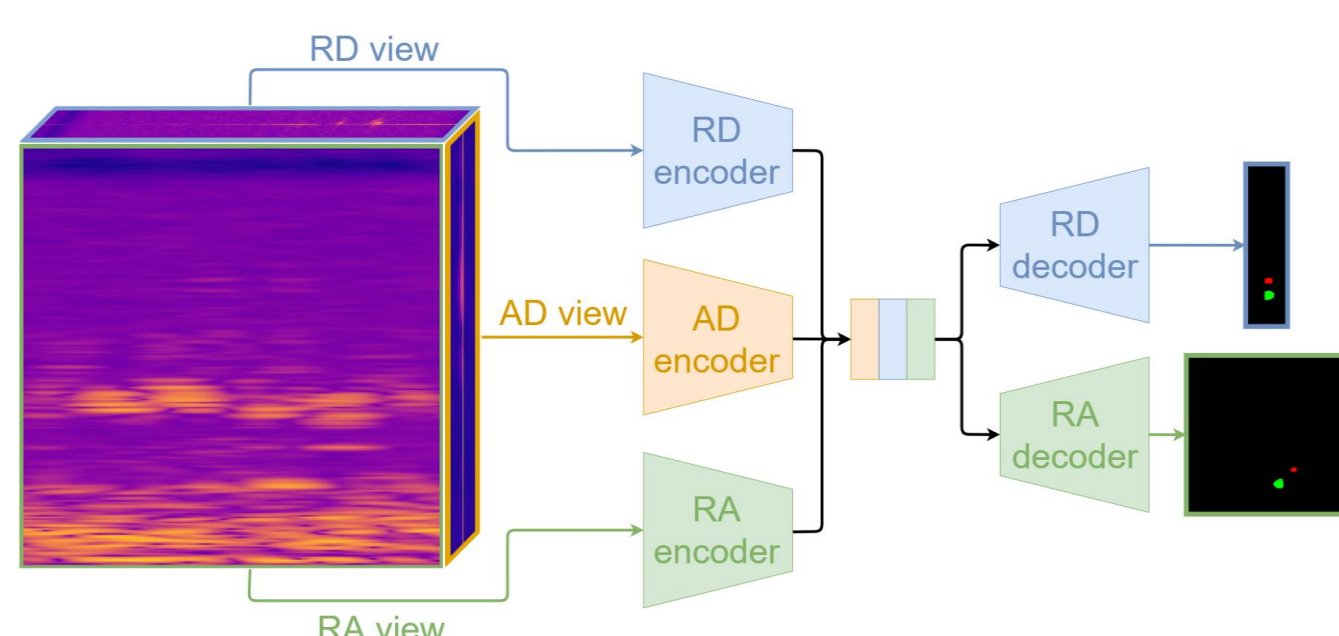 RD view
RD
encoder
AD view
AD
encoder
RA
encoder
RA view
RD
decoder
RA
decoder